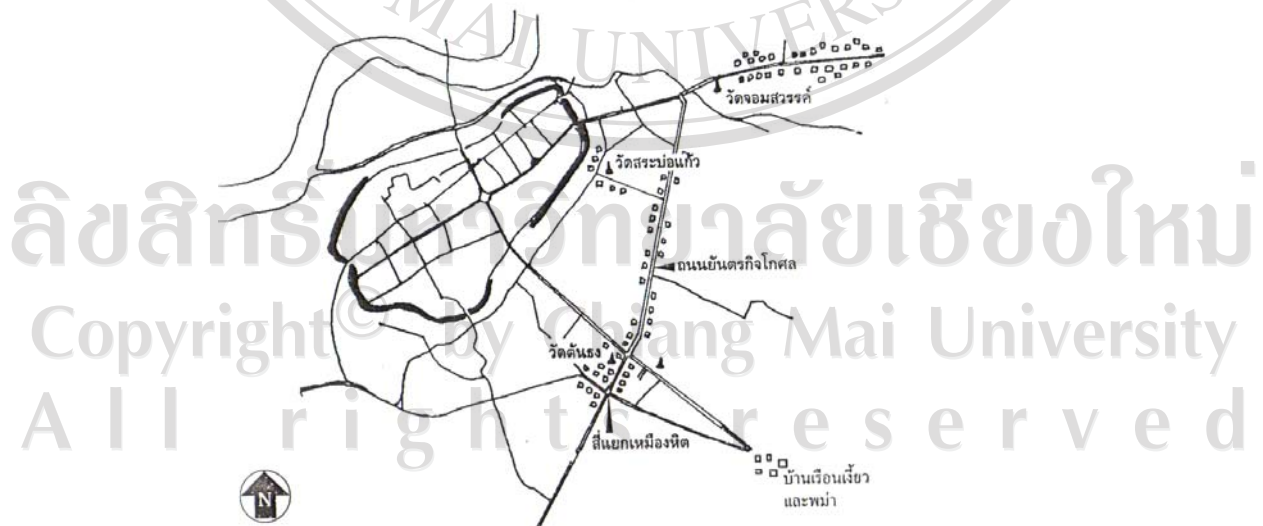 MAI UNIVERS
วัดจอมสวรรค์
วัดสระบ่อแก้ว
ลิขสิทธิ์มหาวิทยาลัยเชียงใหม่
ถนนยันตรกิจโกศล
Copyright© by Chiang Mai University
วัดต้นธง
All rights reserved
สี่แยกเหมืองหิต
บ้านเรือนเงี้ยว
และพม่า
N